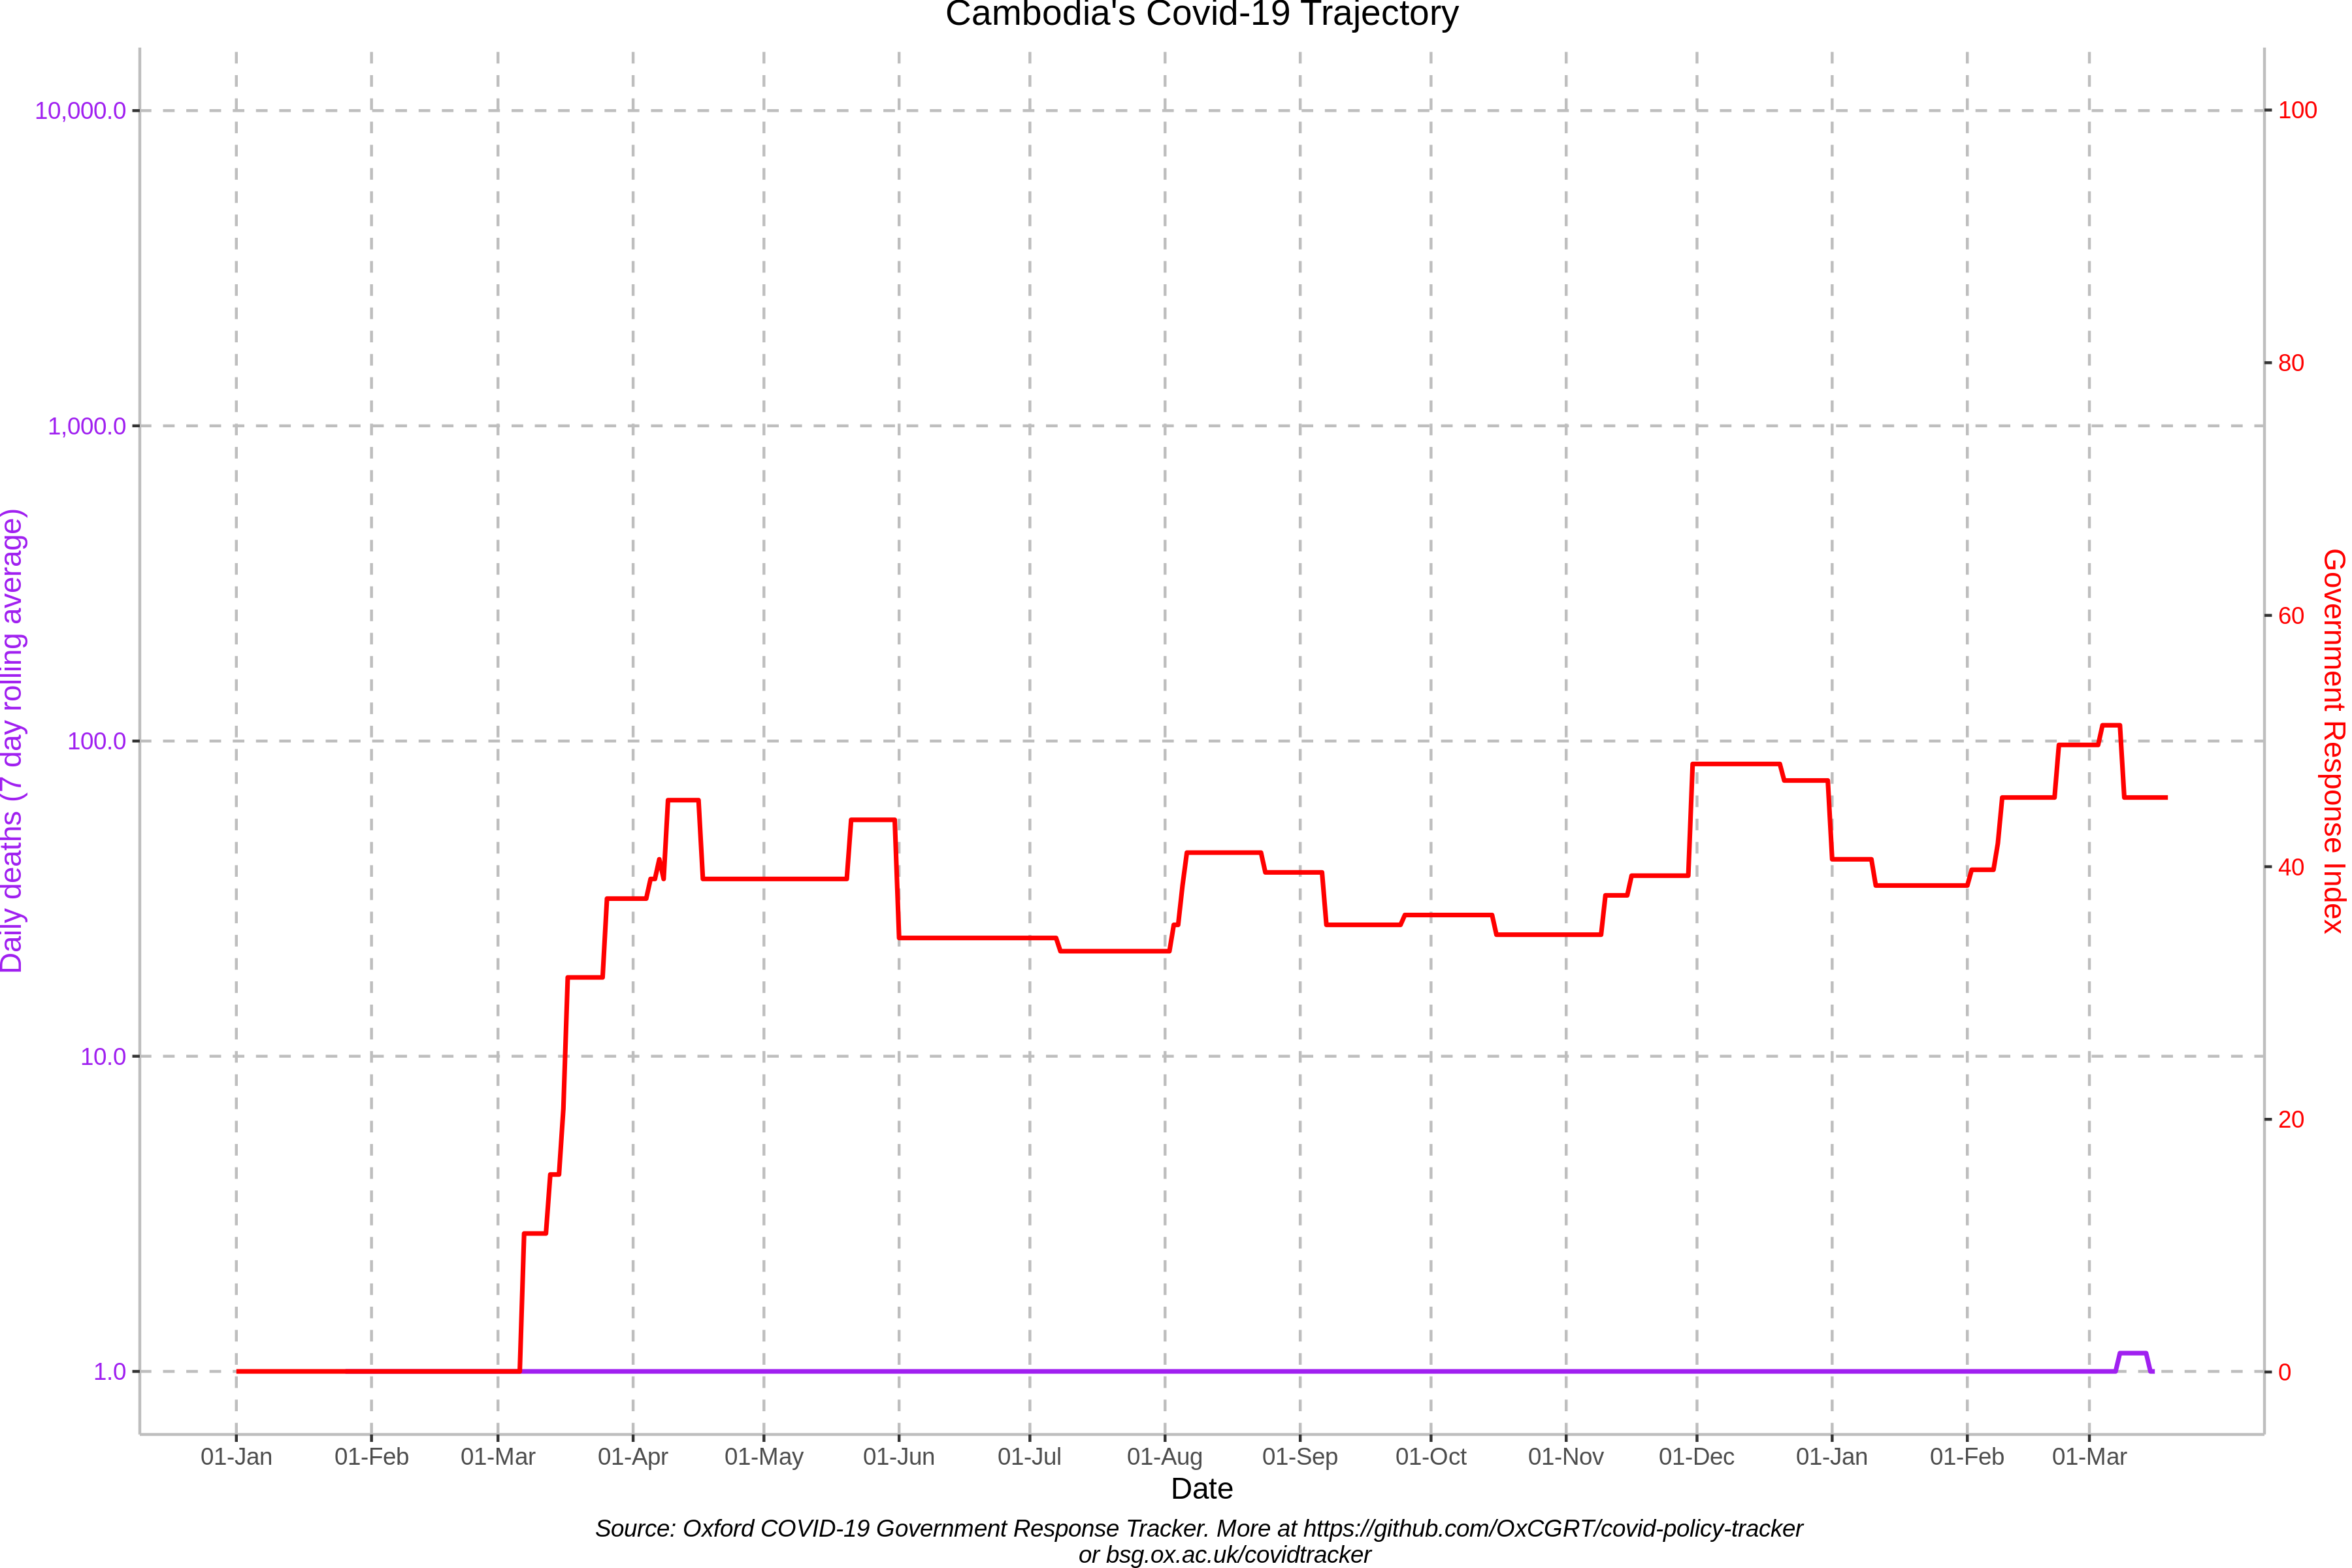 Cambodia's Covid-19 Trajectory
10,000.0
1,000.0
100.0
10.0
1.0
Daily deaths (7 day rolling average)
100
80
60
40
20
0
Government Response Index
01-Jan 01-Feb 01-Mar 01-Apr 01-May 01-Jun 01-Jul 01-Aug 01-Sep 01-Oct 01-Nov 01-Dec 01-Jan 01-Feb 01-Mar
Date
Source: Oxford COVID-19 Government Response Tracker. More at https://github.com/OxCGRT/covid-policy-tracker
or bsg.ox.ac.uk/covidtracker